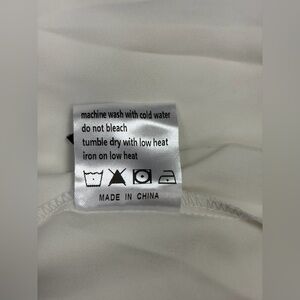 machine wash with cold water
do not bleach
tumble dry with low heat
iron on low heat
MADE IN CHINA